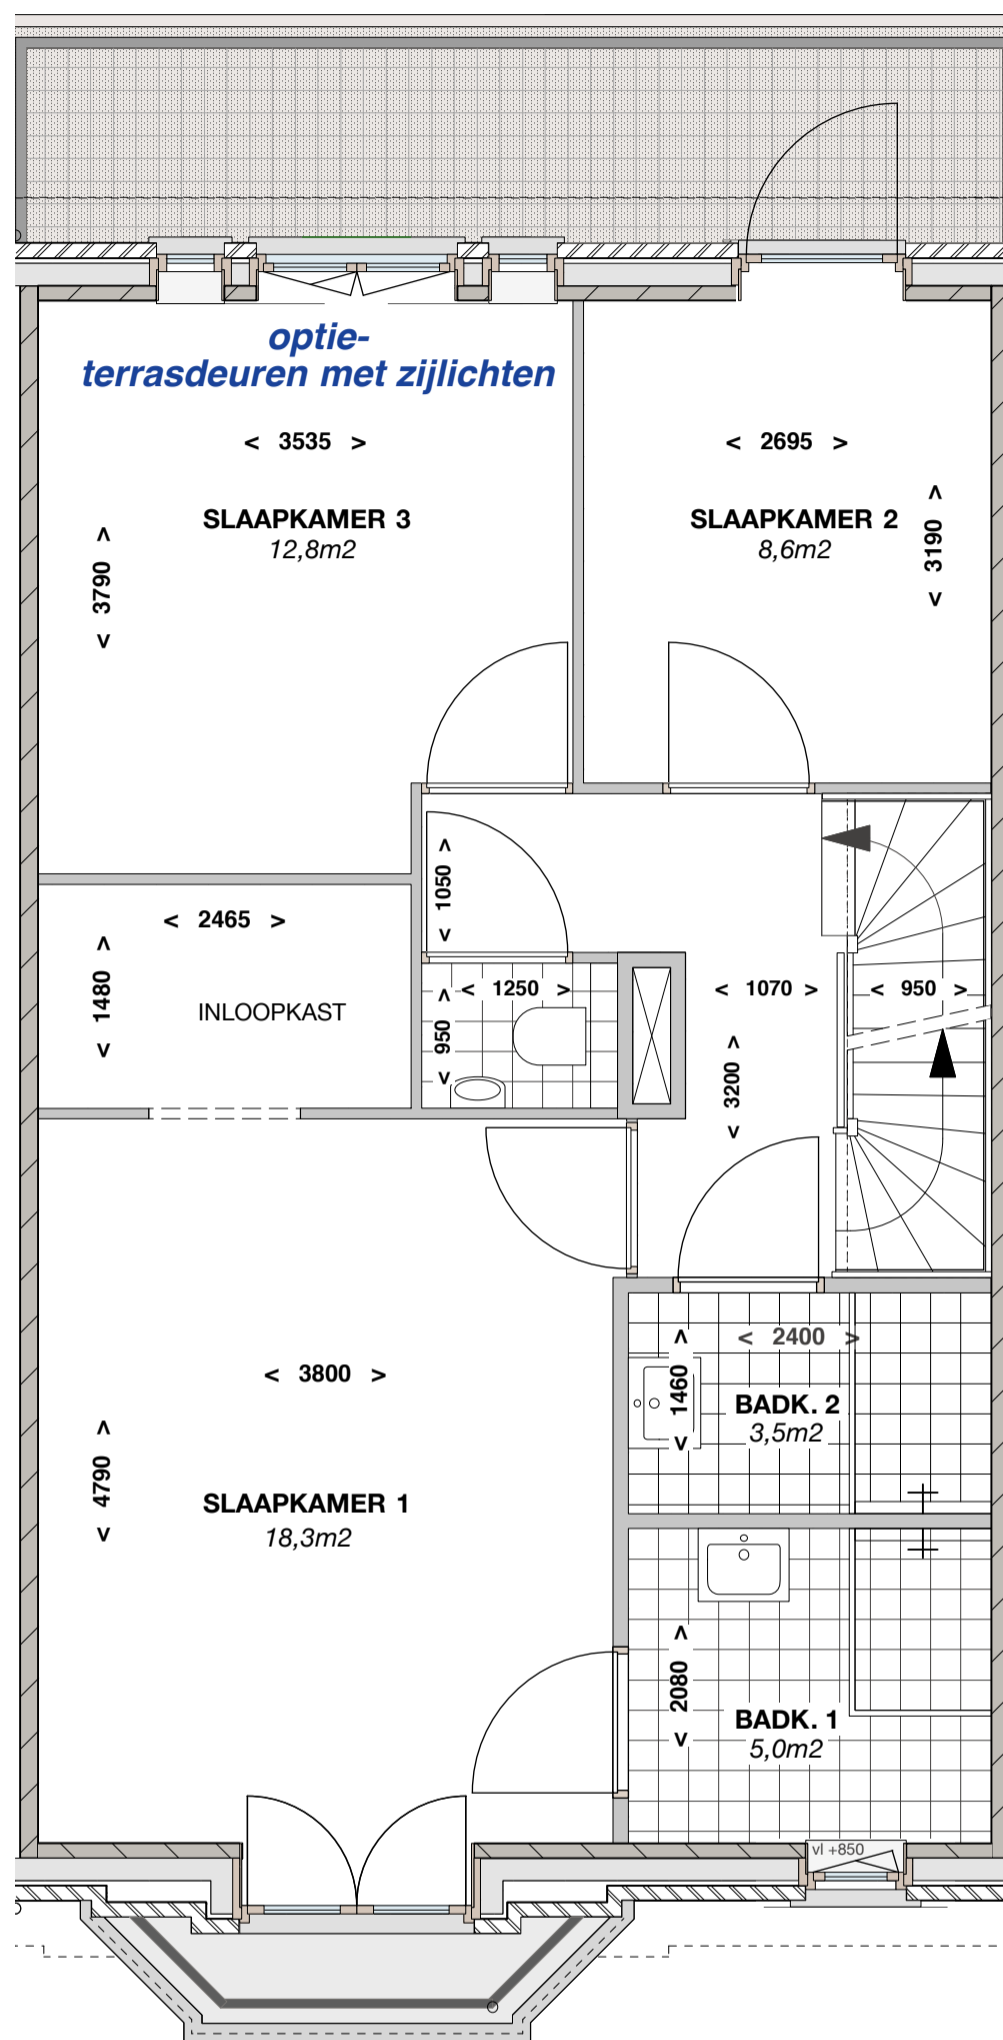 optie-
terrasdeuren met zijlichten
< 3535 >
< 2695 >
SLAAPKAMER 3
12,8m2
SLAAPKAMER 2
8,6m2
< 3790 >
< 3190 >
< 1050 >
< 2465 >
< 1480 >
INLOOPKAST
< 1250 >
< 950 >
< 1070 >
< 950 >
< 3200 >
< 2400 >
< 1460 >
BADK. 2
3,5m2
< 3800 >
< 4790 >
SLAAPKAMER 1
18,3m2
< 2080 >
BADK. 1
5,0m2
vl +850